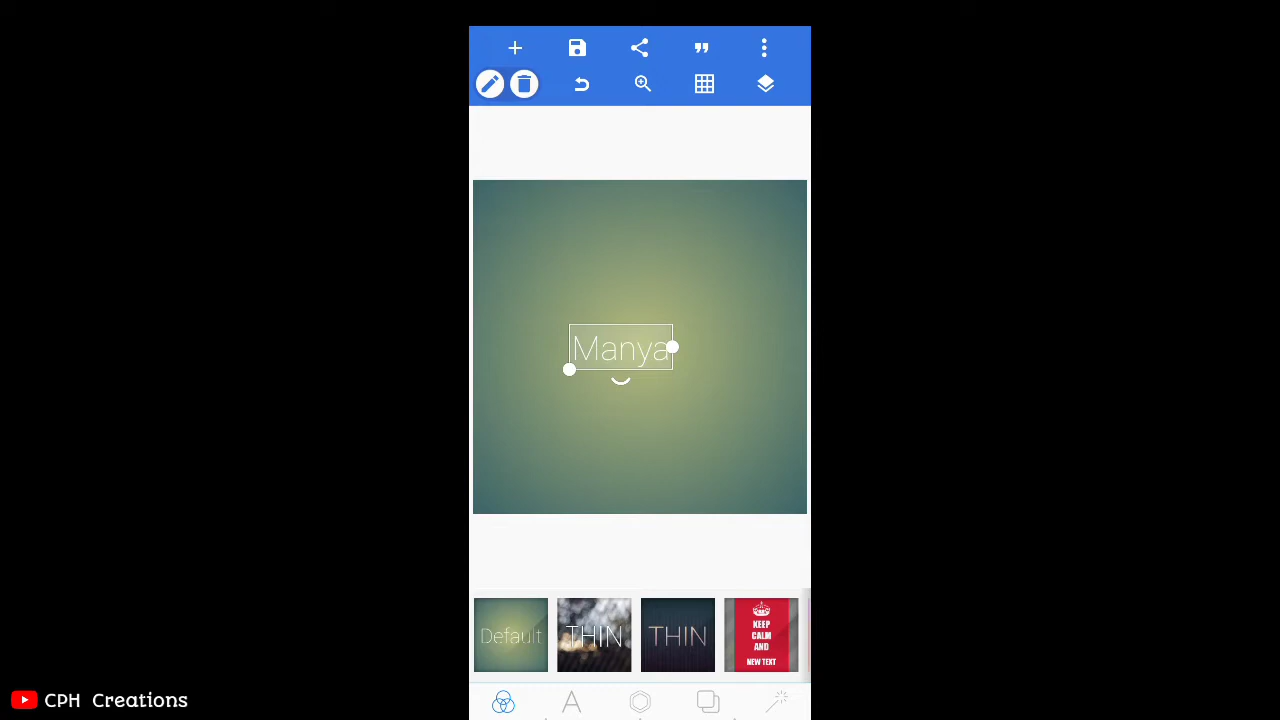 Manya
Default
THIN
THIN
KEEP
CALM
AND
NEW TEXT
A
CPH Creations